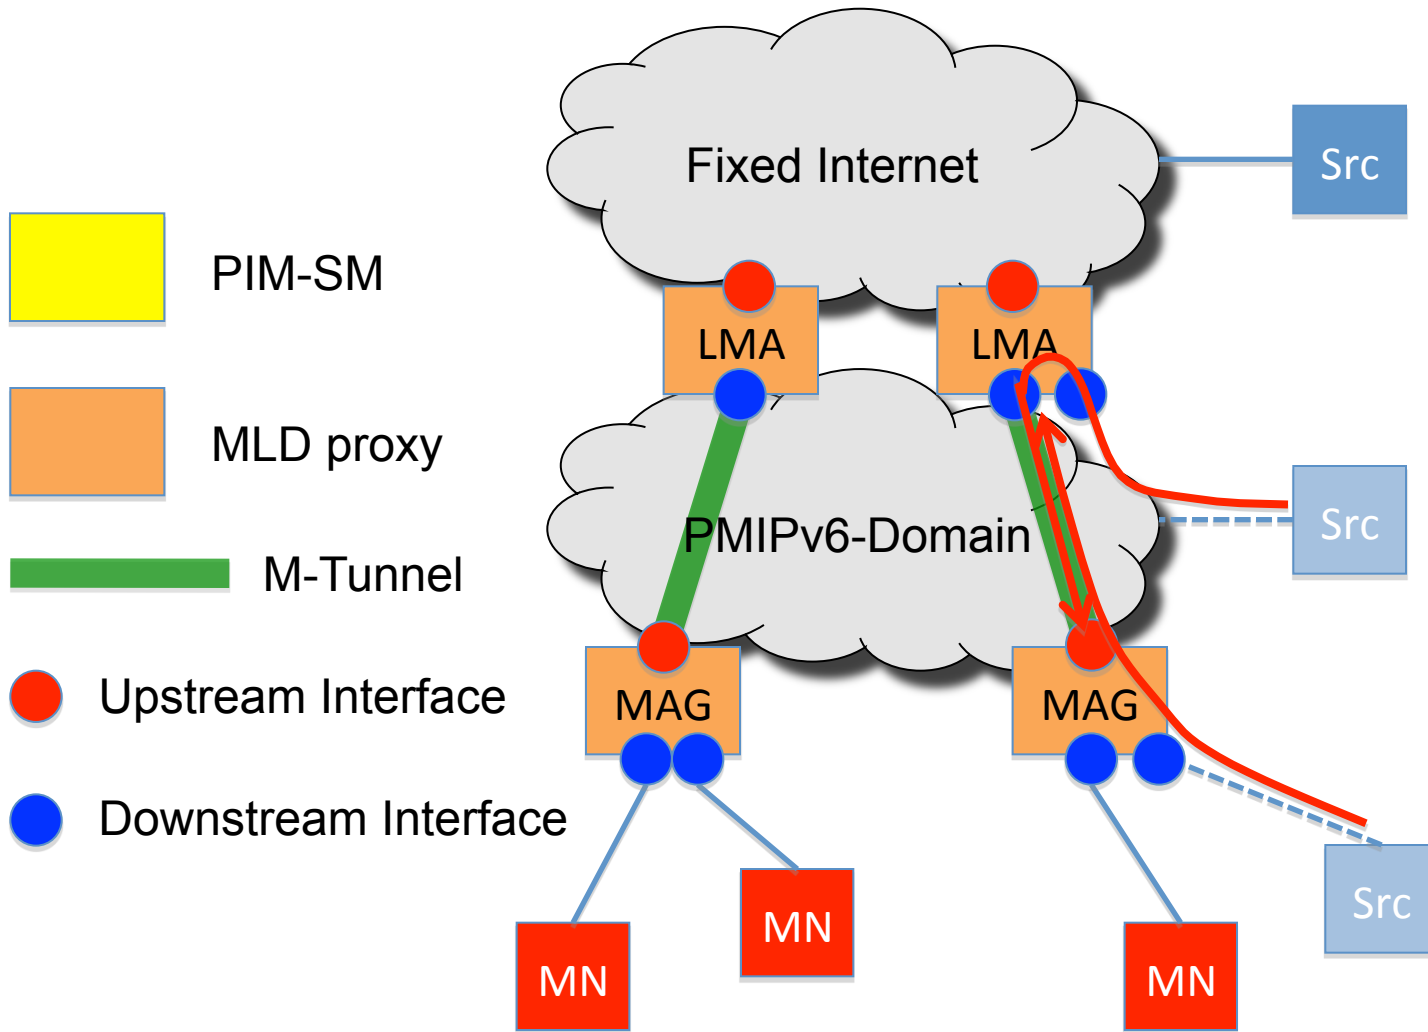 Fixed Internet
Src
PIM-SM
LMA
LMA
MLD proxy
PMIPv6-Domain
Src
M-Tunnel
Upstream Interface
MAG
MAG
Downstream Interface
Src
MN
MN
MN